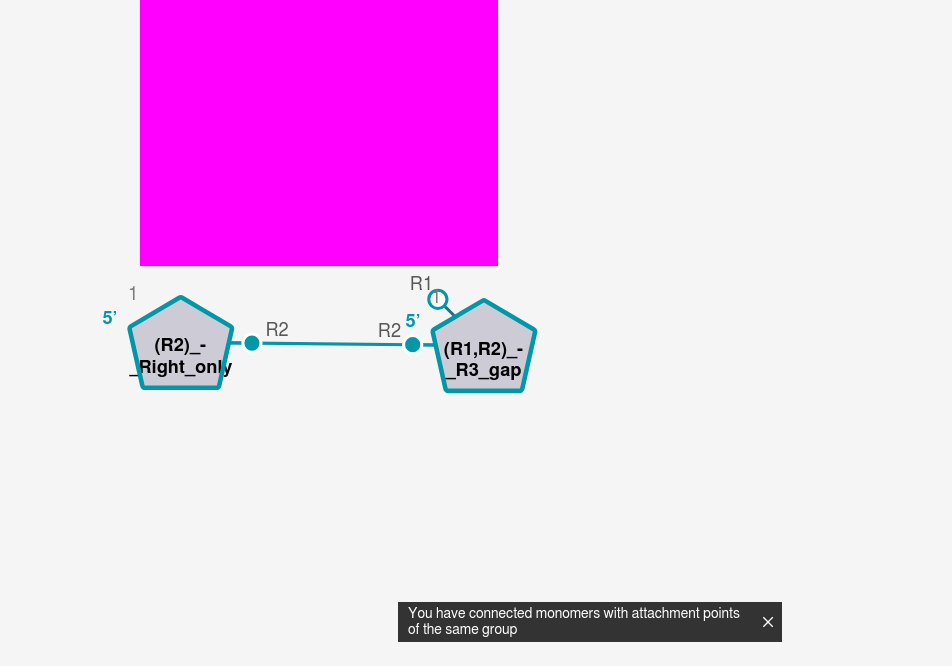 R1
1
1
5’
5’
R2
R2
(R2)_-
_Right_only
(R1,R2)_-
_R3_gap
You have connected monomers with attachment points
of the same group